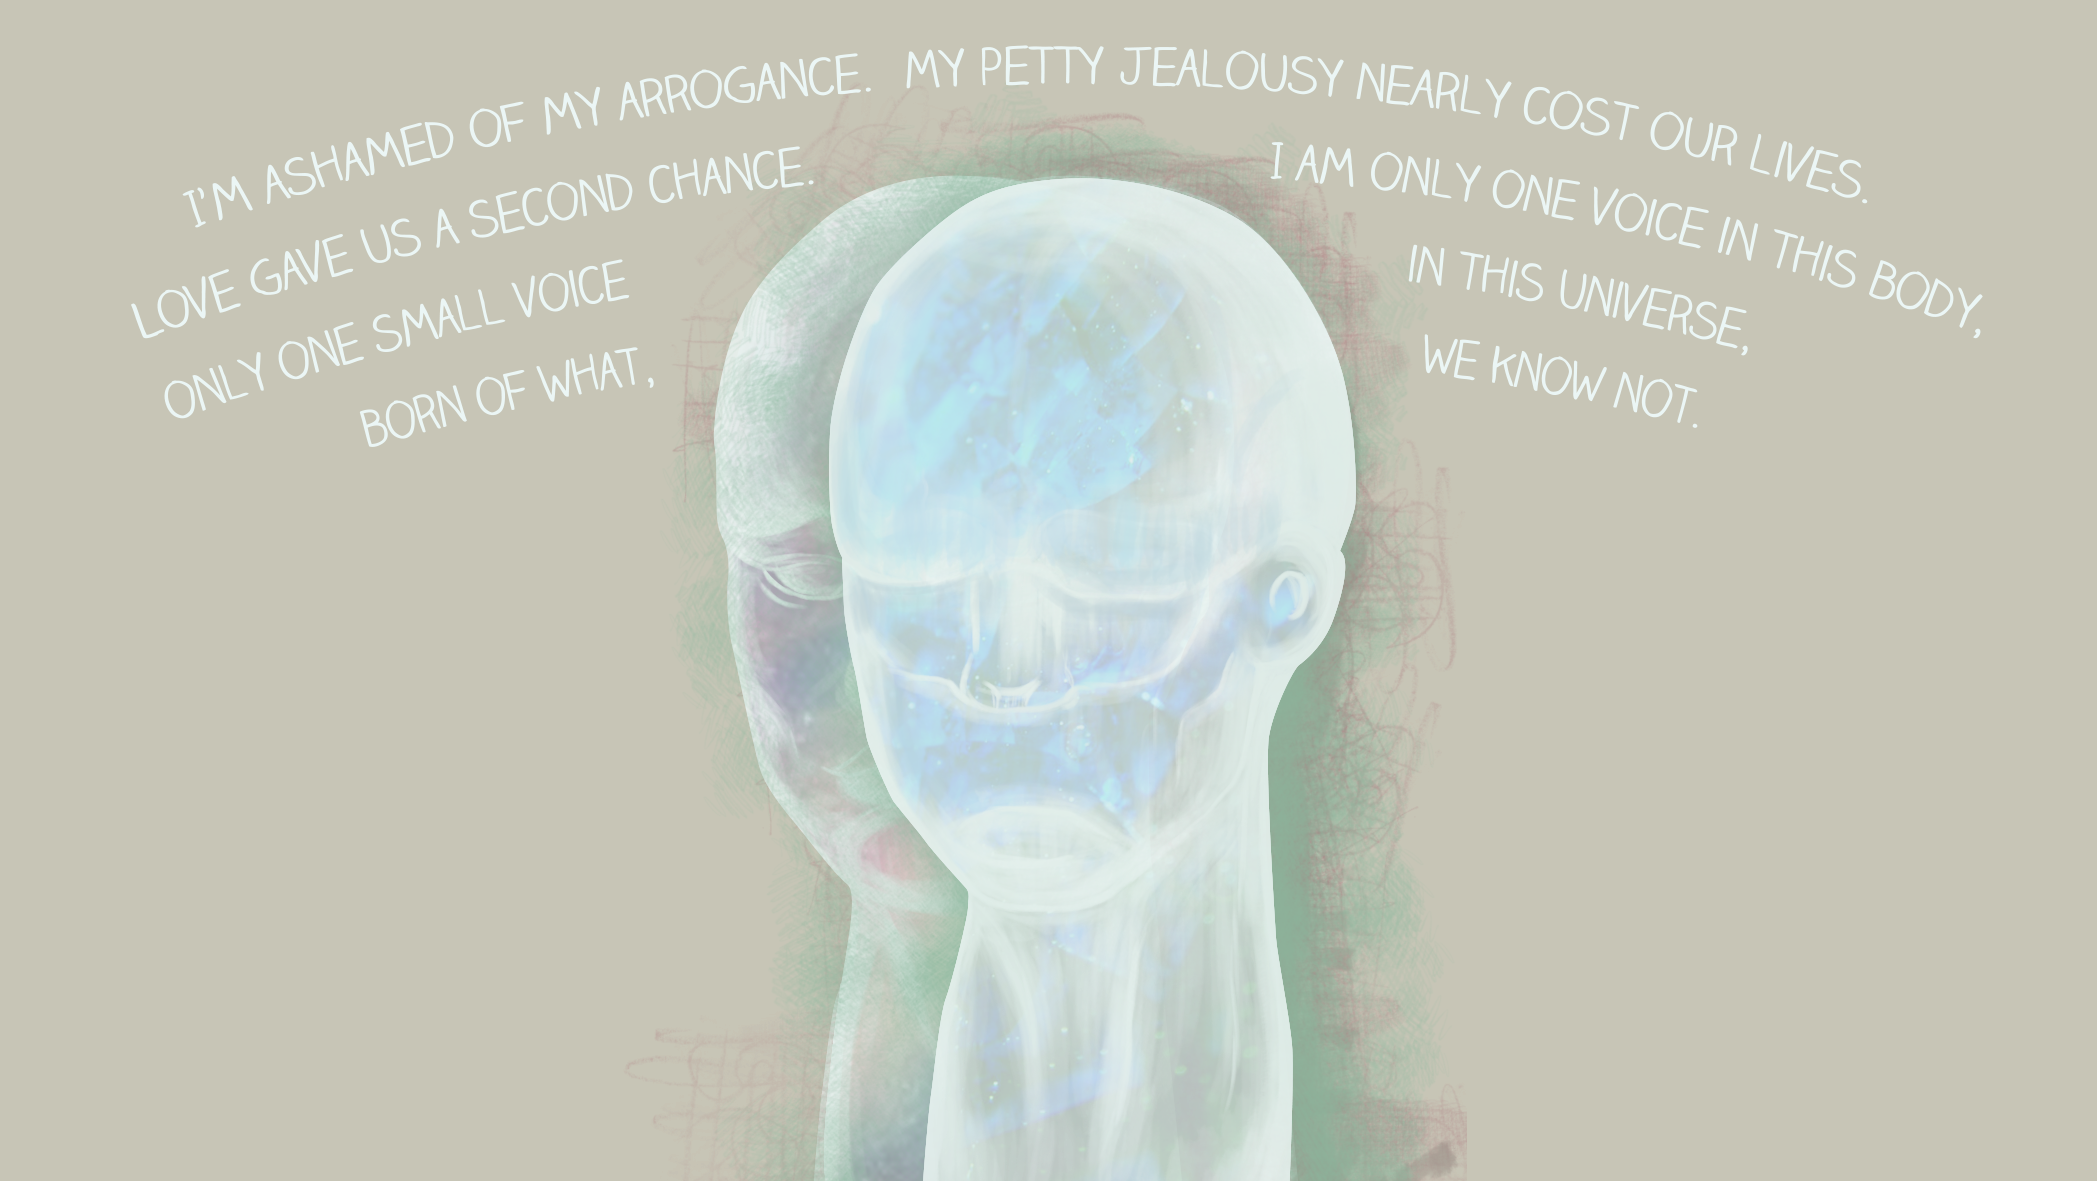 I'M ASHAMED OF MY ARROGANCE. MY PETTY JEALOUSY NEARLY COST OUR LIVES.
LOVE GAVE US A SECOND CHANCE. I AM ONLY ONE VOICE IN THIS BODY,
ONLY ONE SMALL VOICE IN THIS UNIVERSE,
BORN OF WHAT, WE KNOW NOT.